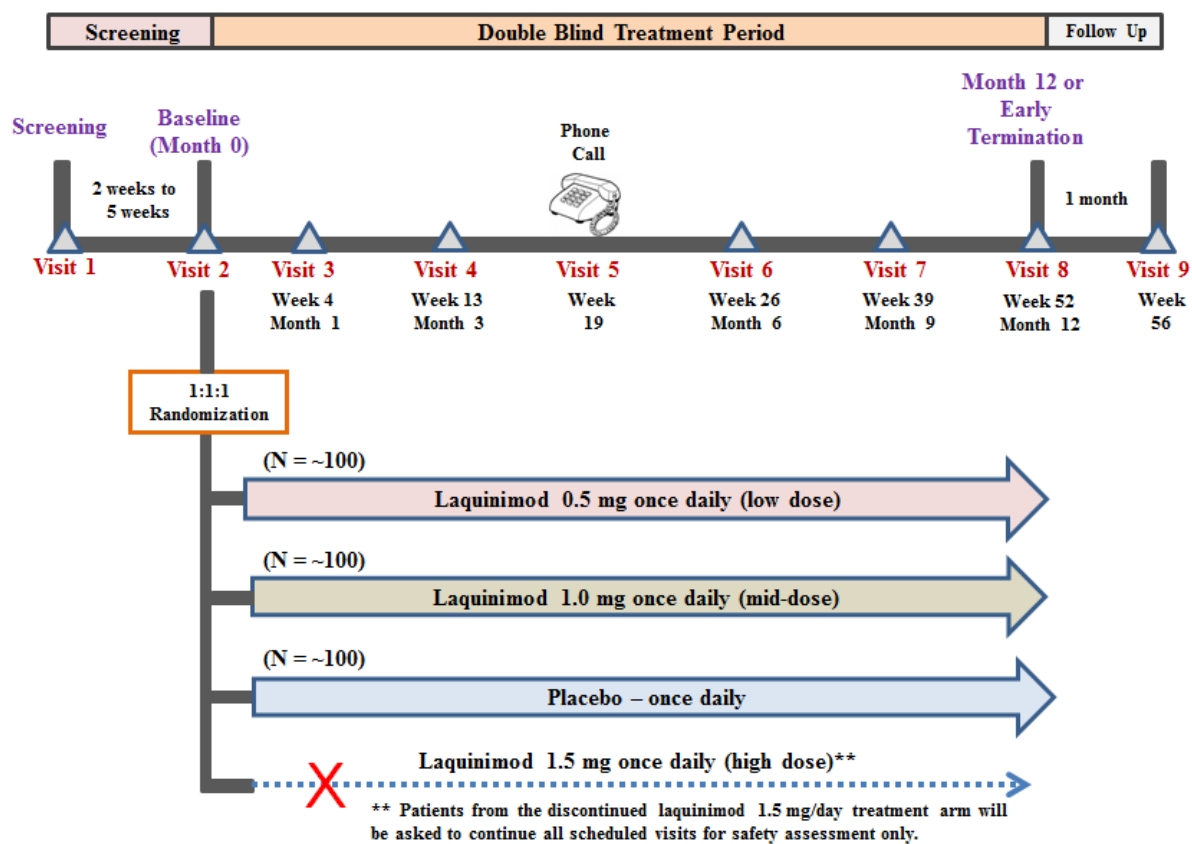 Screening
Double Blind Treatment Period
Follow Up
Screening
Baseline
(Month 0)
Phone
Call
Month 12 or
Early
Termination
2 weeks to
5 weeks
1 month
Visit 1
Visit 2
Visit 3
Visit 4
Visit 5
Visit 6
Visit 7
Visit 8
Visit 9
Week 4
Month 1
Week 13
Month 3
Week
19
Week 26
Month 6
Week 39
Month 9
Week 52
Month 12
Week
56
1:1:1
Randomization
(N = ~100)
Laquinimod 0.5 mg once daily (low dose)
(N = ~100)
Laquinimod 1.0 mg once daily (mid-dose)
(N = ~100)
Placebo – once daily
Laquinimod 1.5 mg once daily (high dose)**
X
** Patients from the discontinued laquinimod 1.5 mg/day treatment arm will
be asked to continue all scheduled visits for safety assessment only.